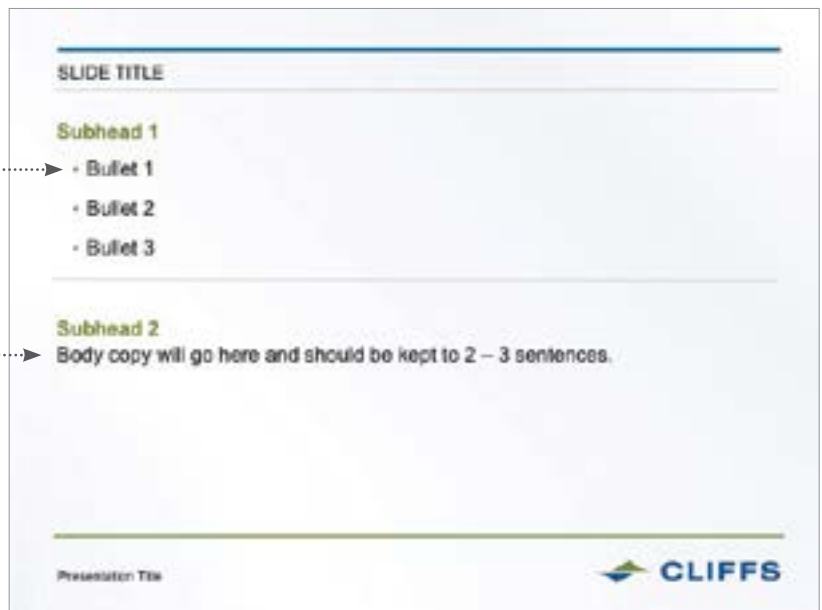 SLIDE TITLE
Subhead 1
· Bullet 1
· Bullet 2
· Bullet 3
Subhead 2
Body copy will go here and should be kept to 2 – 3 sentences.
Presentation Title
CLIFFS